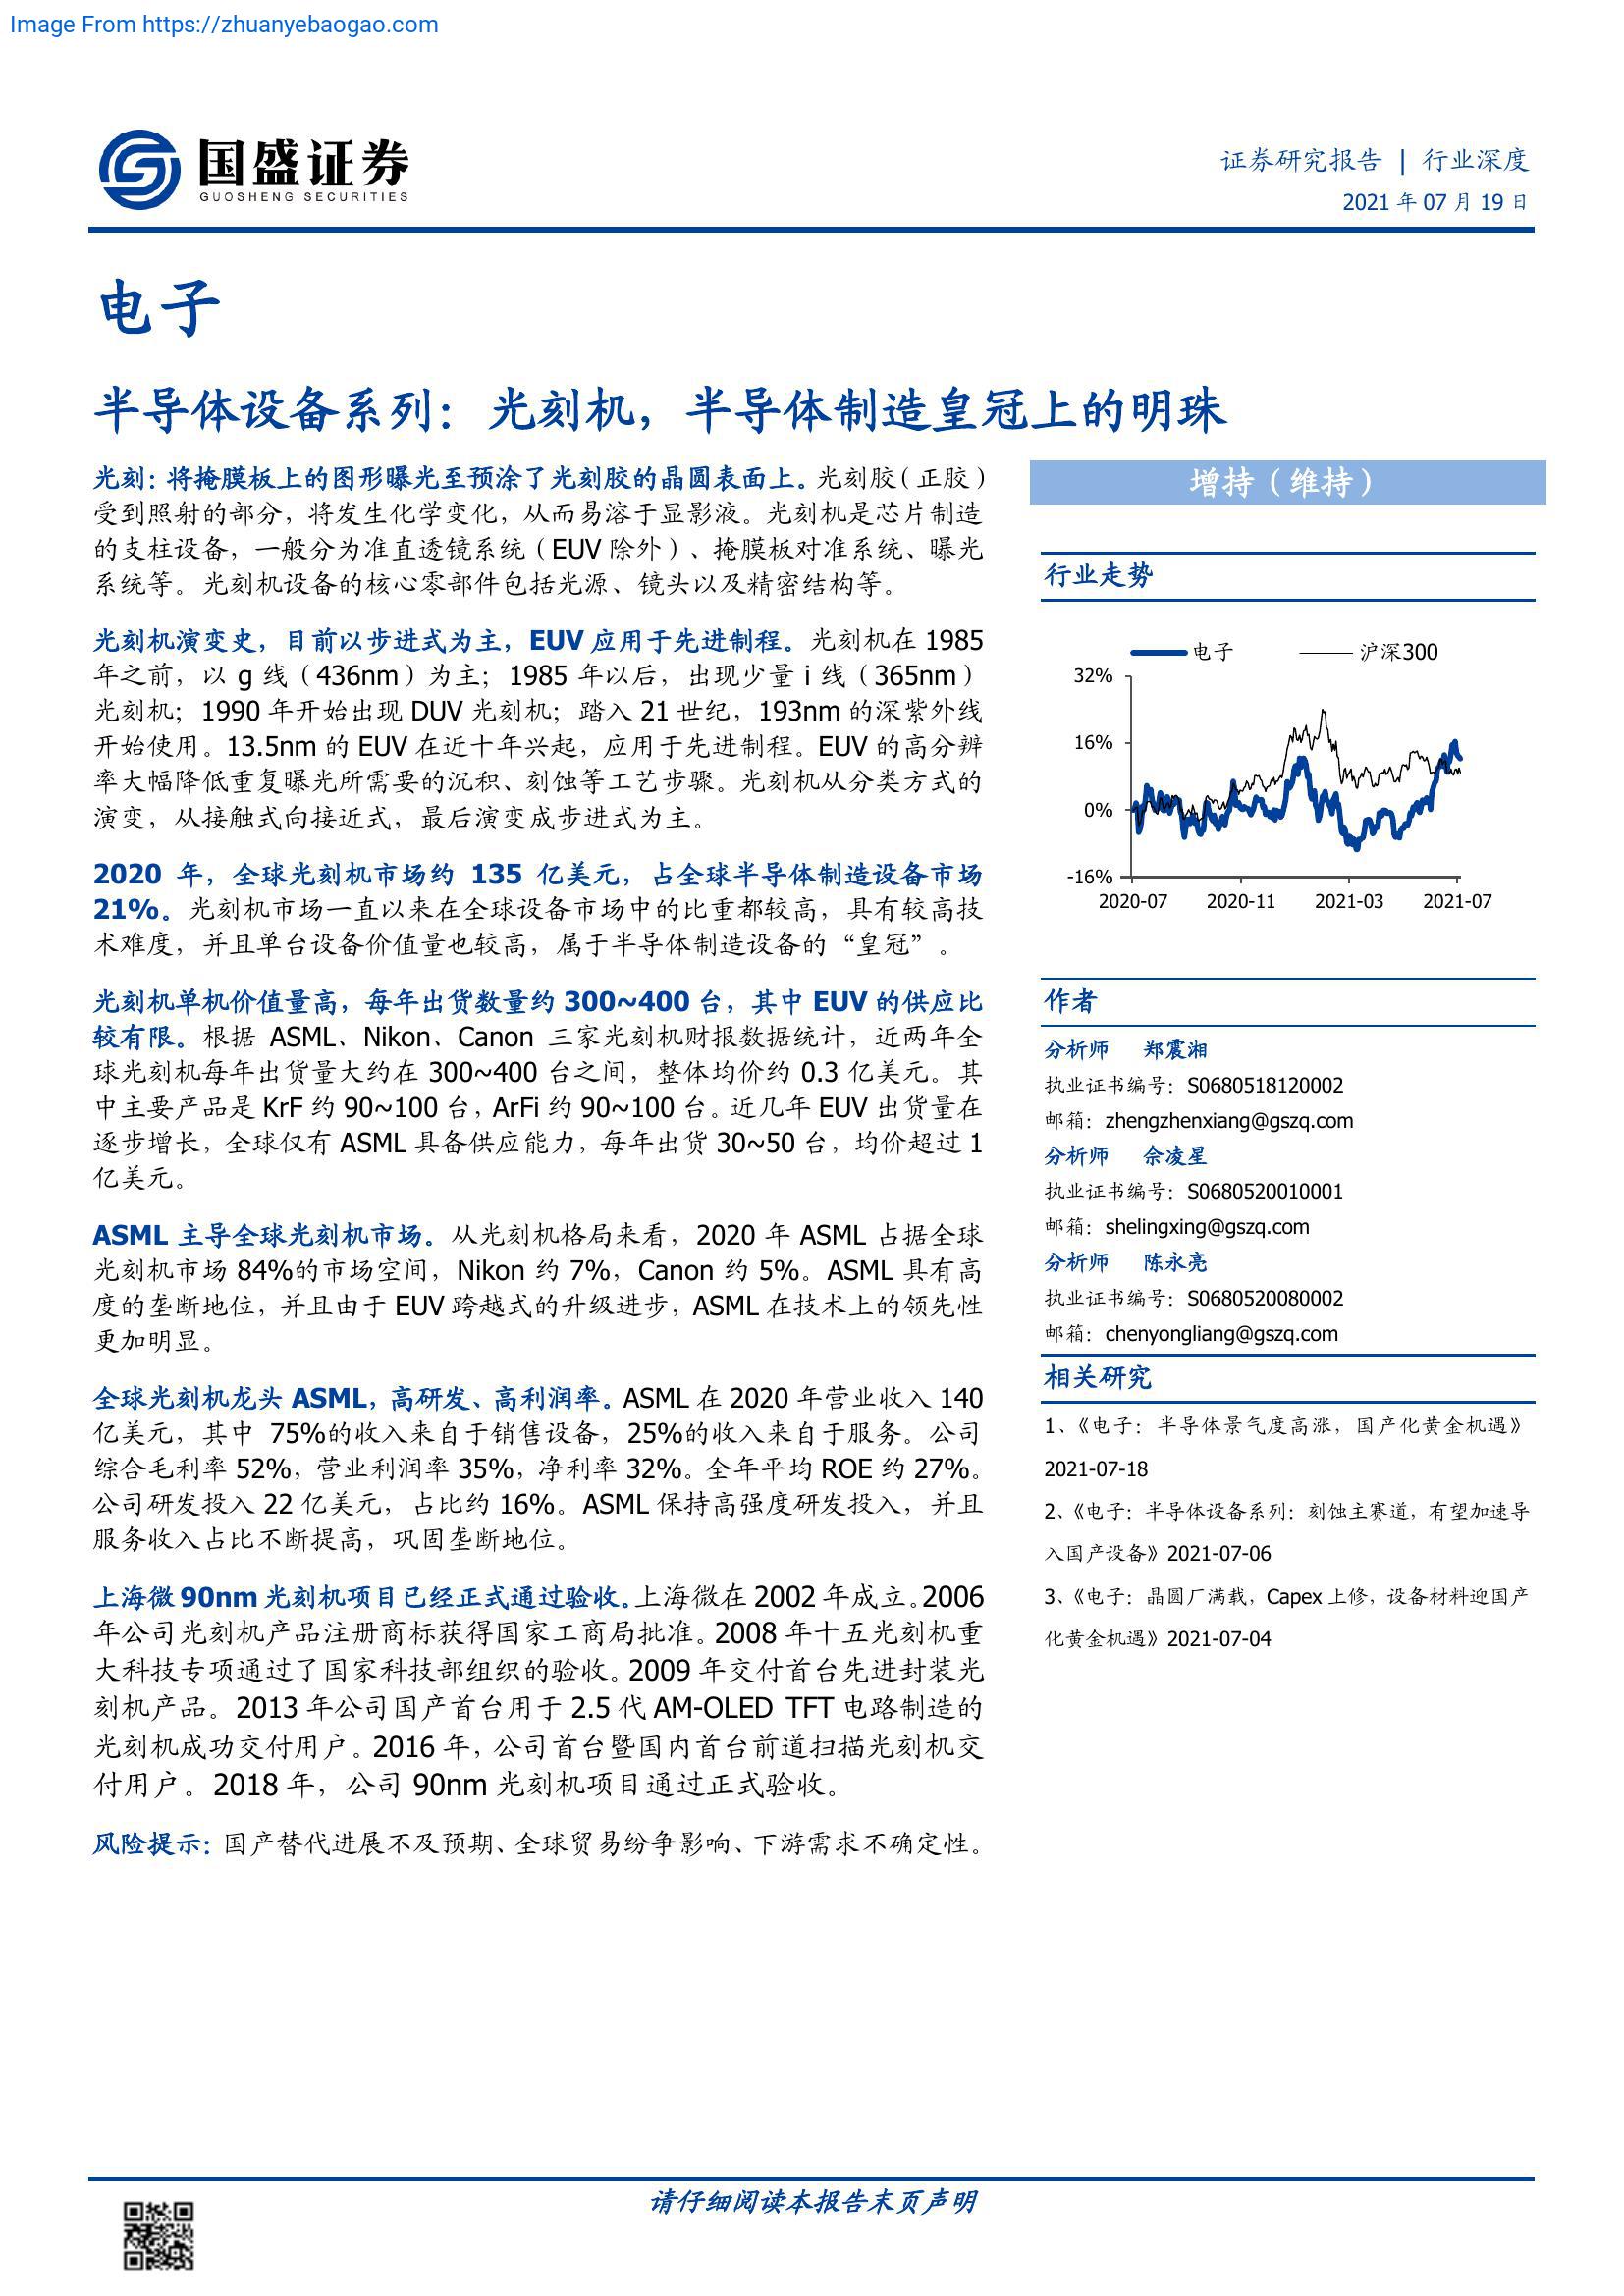 Image From https://zhuanyebaogao.com
国盛证券
GUOSHENG SECURITIES
证券研究报告 | 行业深度
2021 年 07 月 19 日
电子
半导体设备系列：光刻机，半导体制造皇冠上的明珠
光刻：将掩膜板上的图形曝光至预涂了光刻胶的晶圆表面上。光刻胶（正胶）
受到照射的部分，将发生化学变化，从而易溶于显影液。光刻机是芯片制造
的支柱设备，一般分为准直透镜系统（EUV 除外）、掩膜板对准系统、曝光
系统等。光刻机设备的核心零部件包括光源、镜头以及精密结构等。
光刻机演变史，目前以步进式为主，EUV 应用于先进制程。光刻机在 1985
年之前，以 g 线（436nm）为主；1985 年以后，出现少量 i 线（365nm）
光刻机；1990 年开始出现 DUV 光刻机；踏入 21 世纪，193nm 的深紫外线
开始使用。13.5nm 的 EUV 在近十年兴起，应用于先进制程。EUV 的高分辨
率大幅降低重复曝光所需要的沉积、刻蚀等工艺步骤。光刻机从分类方式的
演变，从接触式向接近式，最后演变成步进式为主。
2020 年，全球光刻机市场约 135 亿美元，占全球半导体制造设备市场
21%。光刻机市场一直以来在全球设备市场中的比重都较高，具有较高技
术难度，并且单台设备价值量也较高，属于半导体制造设备的“皇冠”。
光刻机单机价值量高，每年出货数量约 300~400 台，其中 EUV 的供应比
较有限。根据 ASML、Nikon、Canon 三家光刻机财报数据统计，近两年全
球光刻机每年出货量大约在 300~400 台之间，整体均价约 0.3 亿美元。其
中主要产品是 KrF 约 90~100 台，ArFi 约 90~100 台。近几年 EUV 出货量在
逐步增长，全球仅有 ASML 具备供应能力，每年出货 30~50 台，均价超过 1
亿美元。
ASML 主导全球光刻机市场。从光刻机格局来看，2020 年 ASML 占据全球
光刻机市场 84%的市场空间，Nikon 约 7%，Canon 约 5%。ASML 具有高
度的垄断地位，并且由于 EUV 跨越式的升级进步，ASML 在技术上的领先性
更加明显。
全球光刻机龙头 ASML，高研发、高利润率。ASML 在 2020 年营业收入 140
亿美元，其中 75%的收入来自于销售设备，25%的收入来自于服务。公司
综合毛利率 52%，营业利润率 35%，净利率 32%。全年平均 ROE 约 27%。
公司研发投入 22 亿美元，占比约 16%。ASML 保持高强度研发投入，并且
服务收入占比不断提高，巩固垄断地位。
上海微 90nm 光刻机项目已经正式通过验收。上海微在 2002 年成立。2006
年公司光刻机产品注册商标获得国家工商局批准。2008 年十五光刻机重
大科技专项通过了国家科技部组织的验收。2009 年交付首台先进封装光
刻机产品。2013 年公司国产首台用于 2.5 代 AM-OLED TFT 电路制造的
光刻机成功交付用户。2016 年，公司首台暨国内首台前道扫描光刻机交
付用户。2018 年，公司 90nm 光刻机项目通过正式验收。
风险提示：国产替代进展不及预期、全球贸易纷争影响、下游需求不确定性。
增持（维持）
行业走势
电子 沪深300
32%
16%
0%
-16%
2020-07 2020-11 2021-03 2021-07
作者
分析师 郑震湘
执业证书编号：S0680518120002
邮箱：zhengzhenxiang@gszq.com
分析师 佘凌星
执业证书编号：S0680520010001
邮箱：shelingxing@gszq.com
分析师 陈永亮
执业证书编号：S0680520080002
邮箱：chenyongliang@gszq.com
相关研究
1、《电子：半导体景气度高涨，国产化黄金机遇》
2021-07-18
2、《电子：半导体设备系列：刻蚀主赛道，有望加速导
入国产设备》2021-07-06
3、《电子：晶圆厂满载，Capex 上修，设备材料迎国产
化黄金机遇》2021-07-04
请仔细阅读本报告末页声明